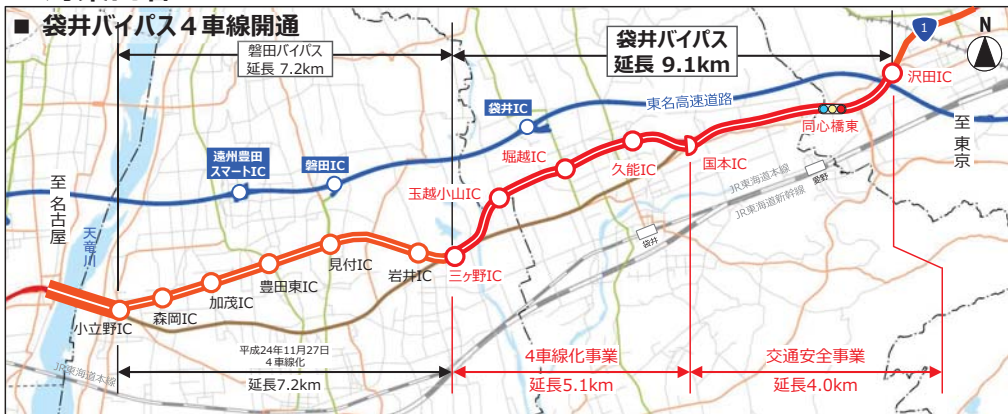 ■ 袋井バイパス４車線開通
磐田バイパス
延長 7.2km
袋井バイパス
延長 9.1km
1
N
沢田IC
東名高速道路
袋井IC
同心橋東
至東京
堀越IC
久能IC
国本IC
遠州豊田
スマートIC
磐田IC
玉越小山IC
JR東海道本線
愛野
JR東海道新幹線
至名古屋
天竜川
袋井
見付IC
岩井IC
三ヶ野IC
豊田東IC
加茂IC
森岡IC
小立野IC
平成24年11月27日
４車線化
4車線化事業
交通安全事業
JR東海道本線
延長7.2km
延長5.1km
延長4.0km